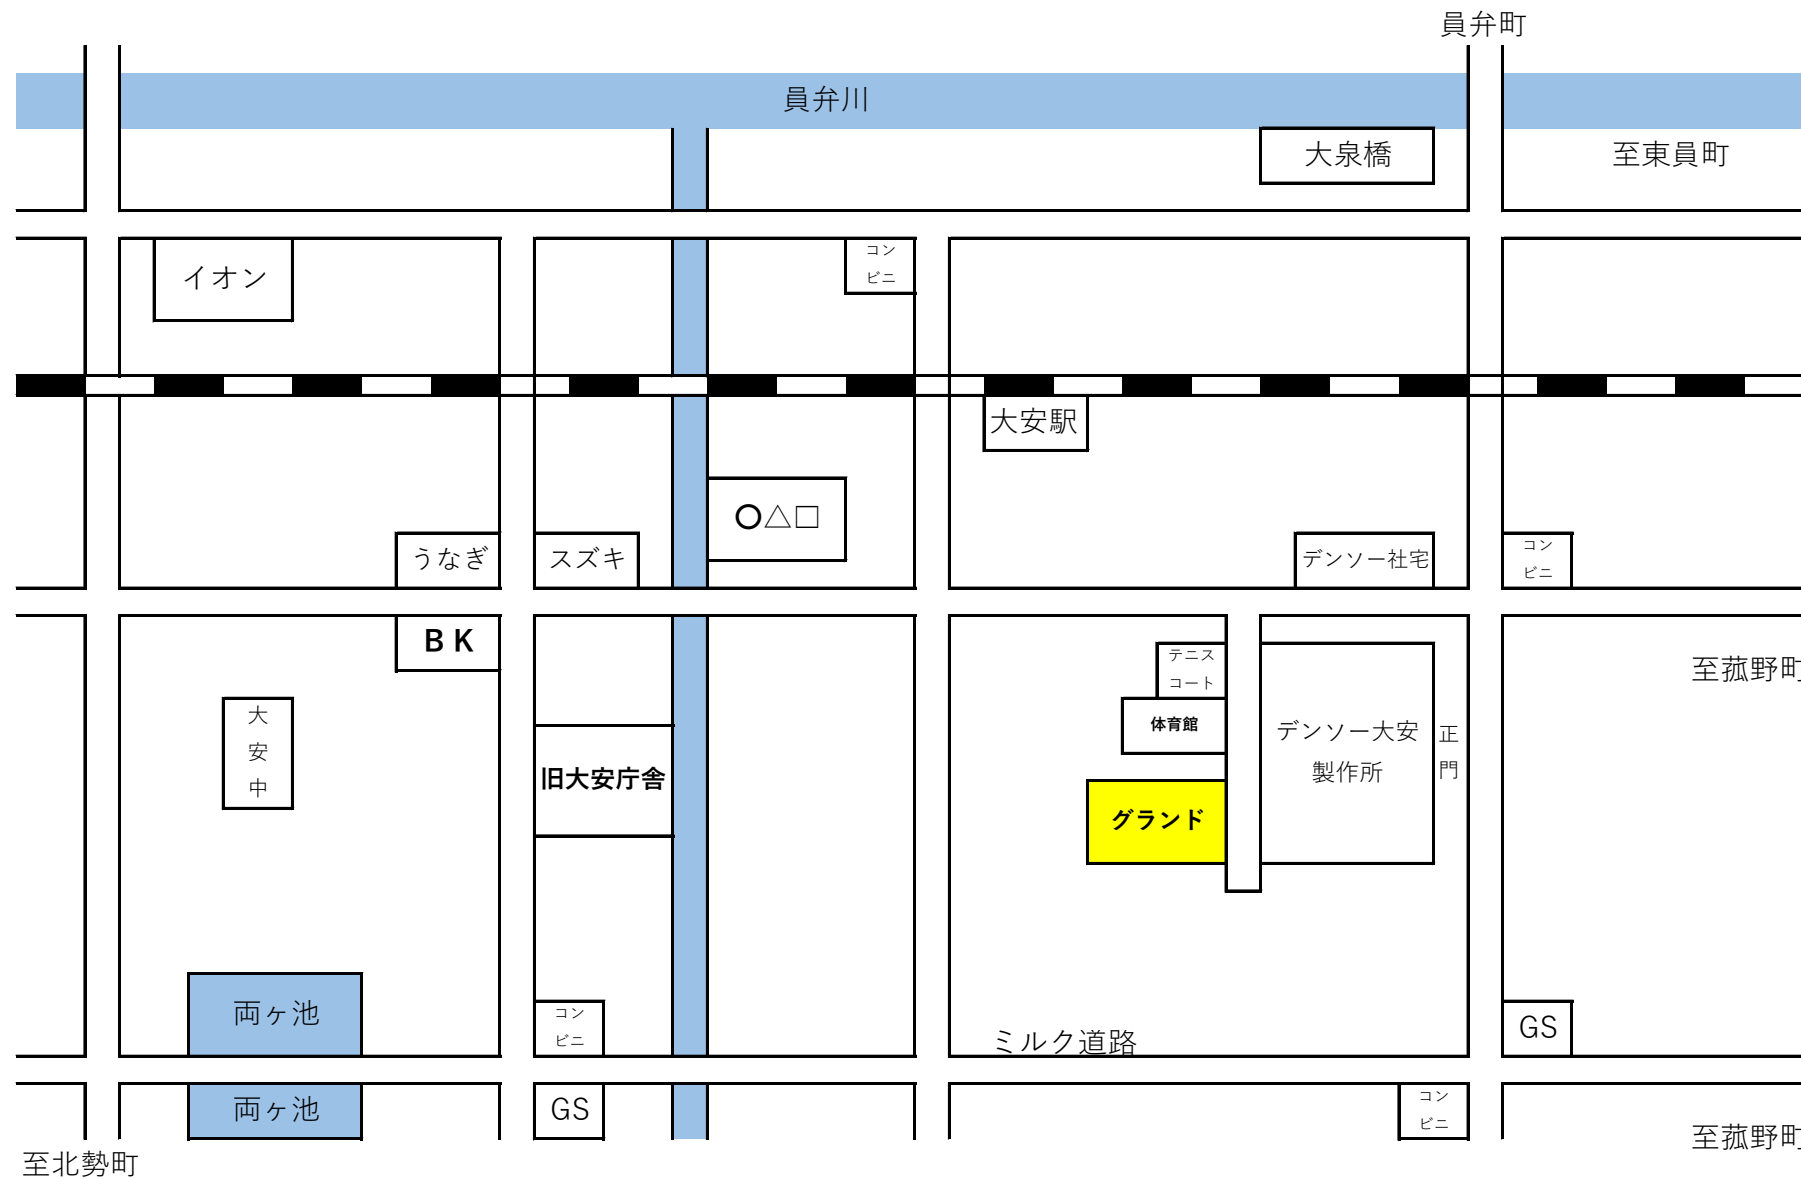 員弁町
員弁川
大泉橋
至東員町
イオン
コン
ビニ
大安駅
〇△□
うなぎ
スズキ
デンソー社宅
コン
ビニ
ＢＫ
テニス
コート
至菰野町
大
安
中
体育館
デンソー大安
製作所
正
門
旧大安庁舎
グランド
両ヶ池
コン
ビニ
ミルク道路
GS
両ヶ池
GS
コン
ビニ
至菰野町
至北勢町